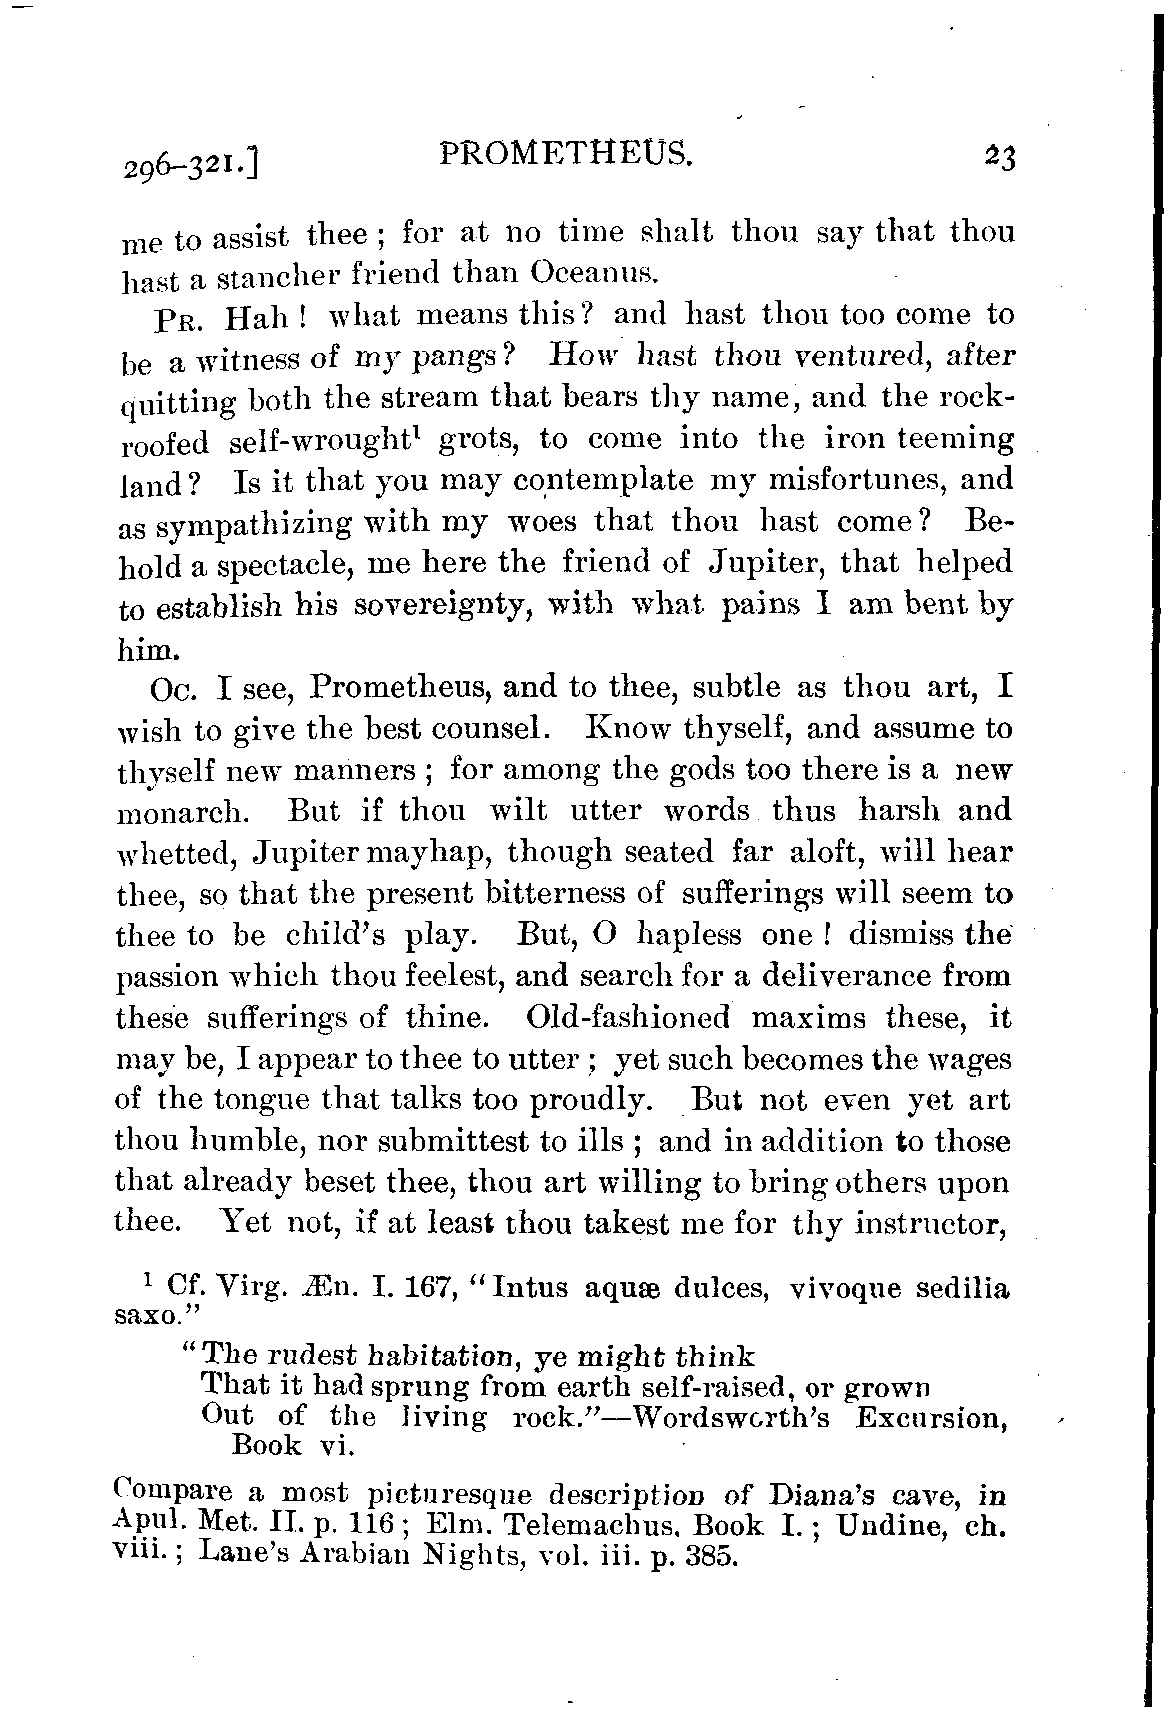 296–321.] PROMETHEUS. 23
me to assist thee ; for at no time shalt thou say that thou
hast a stancher friend than Oceanus.
PR. Hah ! what means this? and hast thou too come to
be a witness of my pangs? How hast thou ventured, after
quitting both the stream that bears thy name, and the rock-
roofed self-wrought¹ grots, to come into the iron teeming
land? Is it that you may contemplate my misfortunes, and
as sympathizing with my woes that thou hast come? Be-
hold a spectacle, me here the friend of Jupiter, that helped
to establish his sovereignty, with what pains I am bent by
him.
OC. I see, Prometheus, and to thee, subtle as thou art, I
wish to give the best counsel. Know thyself, and assume to
thyself new manners ; for among the gods too there is a new
monarch. But if thou wilt utter words thus harsh and
whetted, Jupiter mayhap, though seated far aloft, will hear
thee, so that the present bitterness of sufferings will seem to
thee to be child's play. But, O hapless one ! dismiss the
passion which thou feelest, and search for a deliverance from
these sufferings of thine. Old-fashioned maxims these, it
may be, I appear to thee to utter ; yet such becomes the wages
of the tongue that talks too proudly. But not even yet art
thou humble, nor submittest to ills ; and in addition to those
that already beset thee, thou art willing to bring others upon
thee. Yet not, if at least thou takest me for thy instructor,
¹ Cf. Virg. Æn. I. 167, "Intus aquæ dulces, vivoque sedilia
saxo."
"The rudest habitation, ye might think
That it had sprung from earth self-raised, or grown
Out of the living rock."—Wordsworth's Excursion,
Book vi.
Compare a most picturesque description of Diana's cave, in
Apul. Met. II. p. 116 ; Elm. Telemachus. Book I. ; Undine, ch.
viii. ; Lane's Arabian Nights, vol. iii. p. 385.